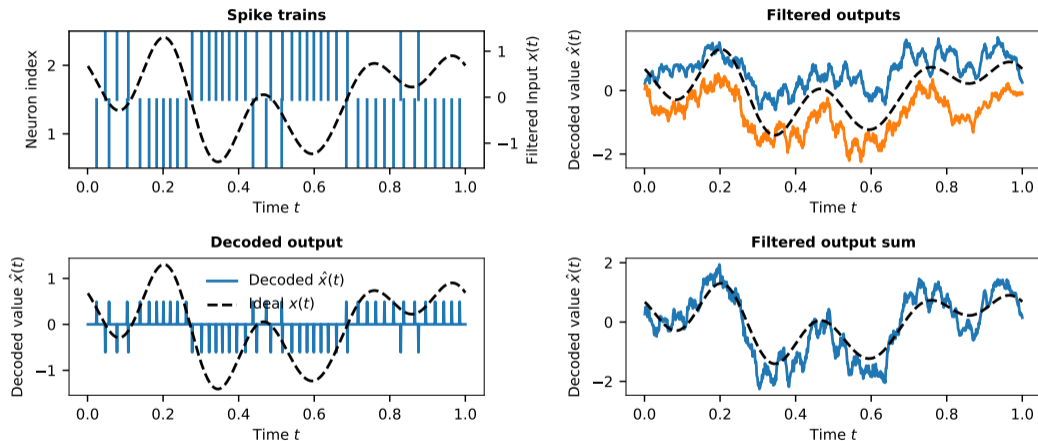 Spike trains
Neuron index
2
1
Filtered Input x(t)
1
0
−1
0.0 0.2 0.4 0.6 0.8 1.0
Time t
Filtered outputs
Decoded value x̂(t)
0
−2
0.0 0.2 0.4 0.6 0.8 1.0
Time t
Decoded output
Decoded value x̂(t)
1
0
−1
Decoded x̂(t)
Ideal x(t)
0.0 0.2 0.4 0.6 0.8 1.0
Time t
Filtered output sum
Decoded value x̂(t)
2
0
−2
0.0 0.2 0.4 0.6 0.8 1.0
Time t